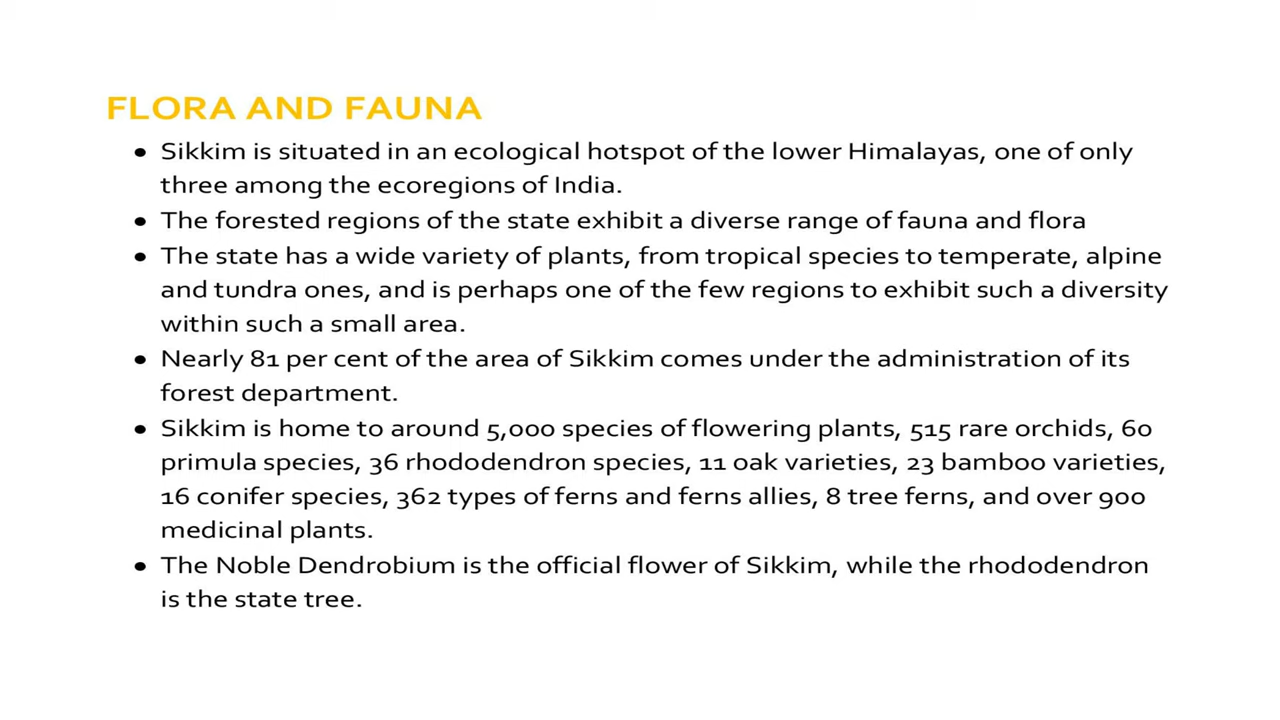 FLORA AND FAUNA
• Sikkim is situated in an ecological hotspot of the lower Himalayas, one of only
three among the ecoregions of India.
• The forested regions of the state exhibit a diverse range of fauna and flora
• The state has a wide variety of plants, from tropical species to temperate, alpine
and tundra ones, and is perhaps one of the few regions to exhibit such a diversity
within such a small area.
• Nearly 81 per cent of the area of Sikkim comes under the administration of its
forest department.
• Sikkim is home to around 5,000 species of flowering plants, 515 rare orchids, 60
primula species, 36 rhododendron species, 11 oak varieties, 23 bamboo varieties,
16 conifer species, 362 types of ferns and ferns allies, 8 tree ferns, and over 900
medicinal plants.
• The Noble Dendrobium is the official flower of Sikkim, while the rhododendron
is the state tree.